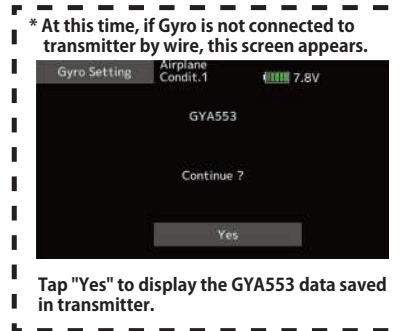 * At this time, if Gyro is not connected to
transmitter by wire, this screen appears.
Gyro Setting
Airplane
Condit.1
7.8V
GYA553
Continue ?
Yes
Tap "Yes" to display the GYA553 data saved
in transmitter.